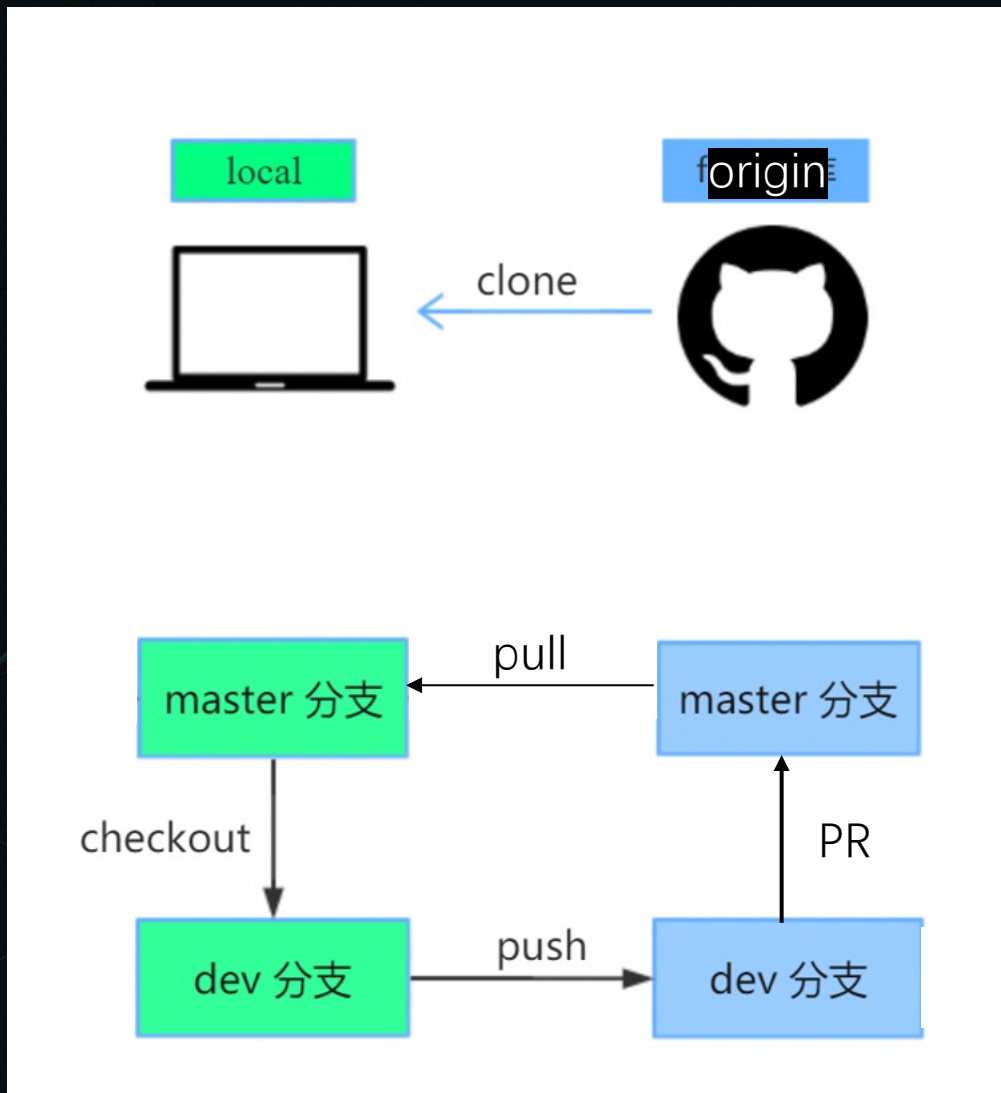 local
origin
clone
pull
master 分支
master 分支
checkout
PR
push
dev 分支
dev 分支